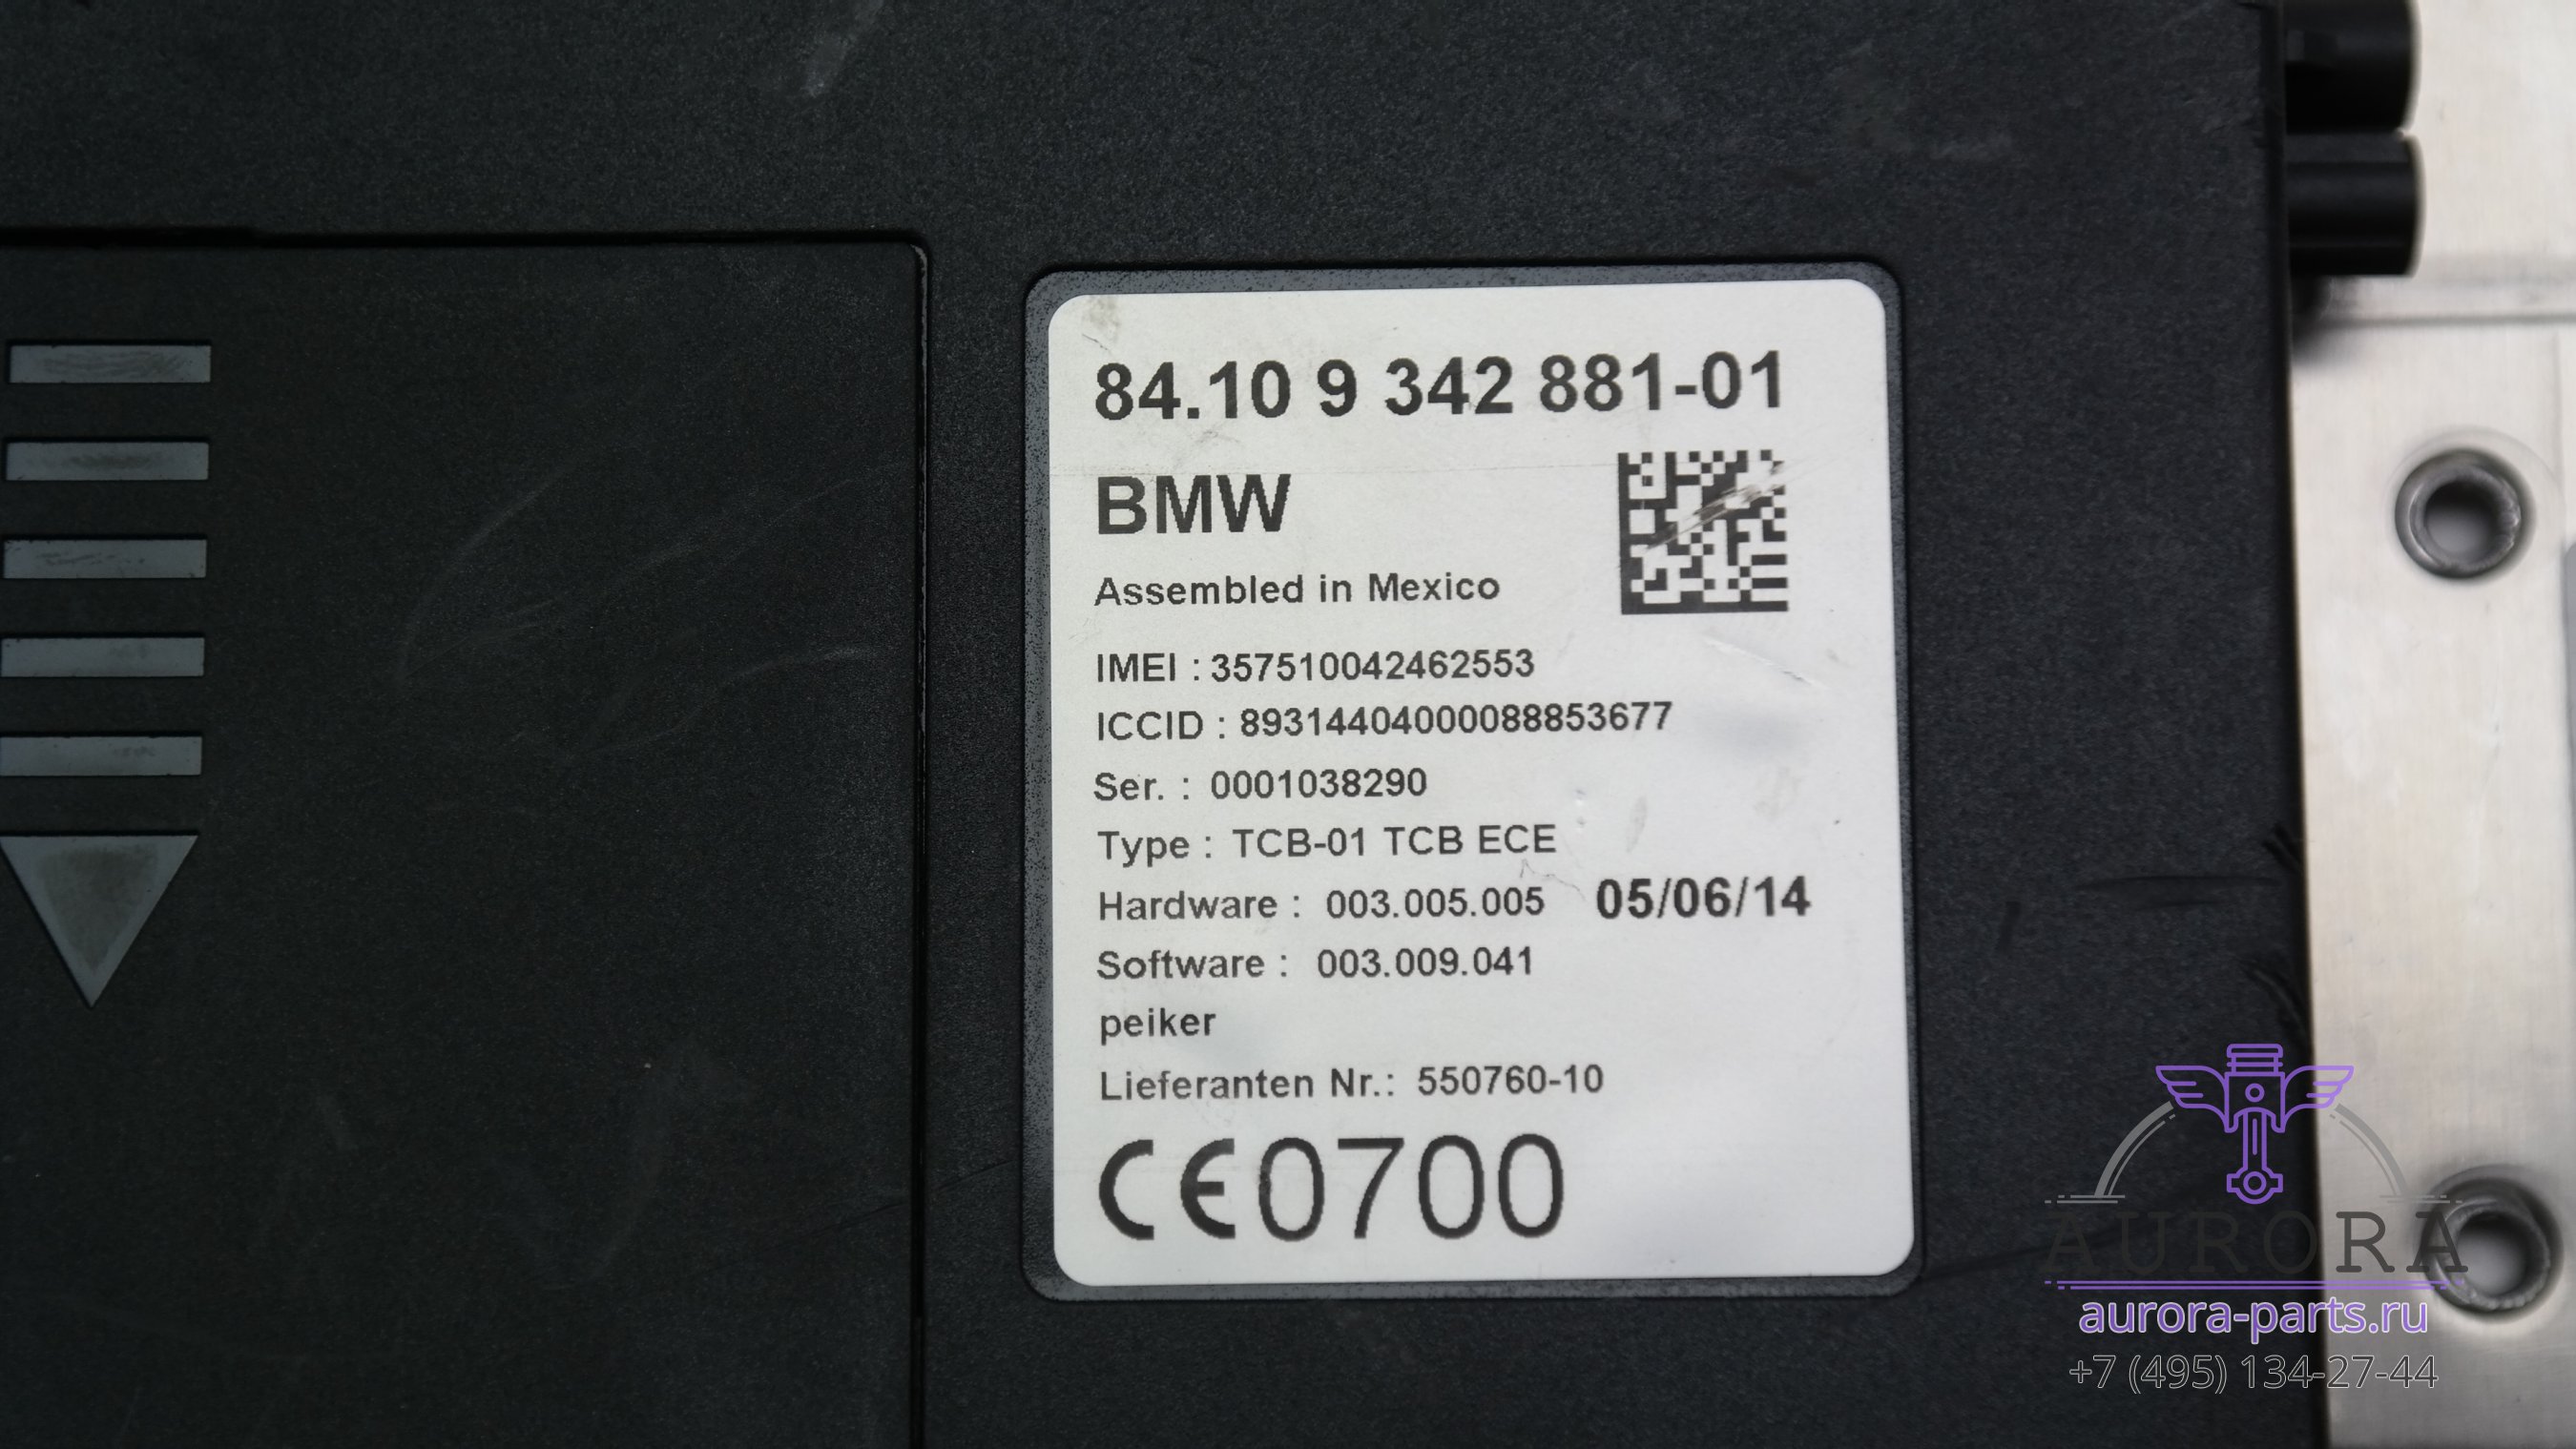 84.10 9 342 881-01
BMW
Assembled in Mexico
IMEI : 357510042462553
ICCID : 89314404000088853677
Ser. : 0001038290
Type : TCB-01 TCB ECE
Hardware : 003.005.005 05/06/14
Software : 003.009.041
peiker
Lieferanten Nr.: 550760-10
CE0700
AURORA
aurora-parts.ru
+7 (495) 134-27-44